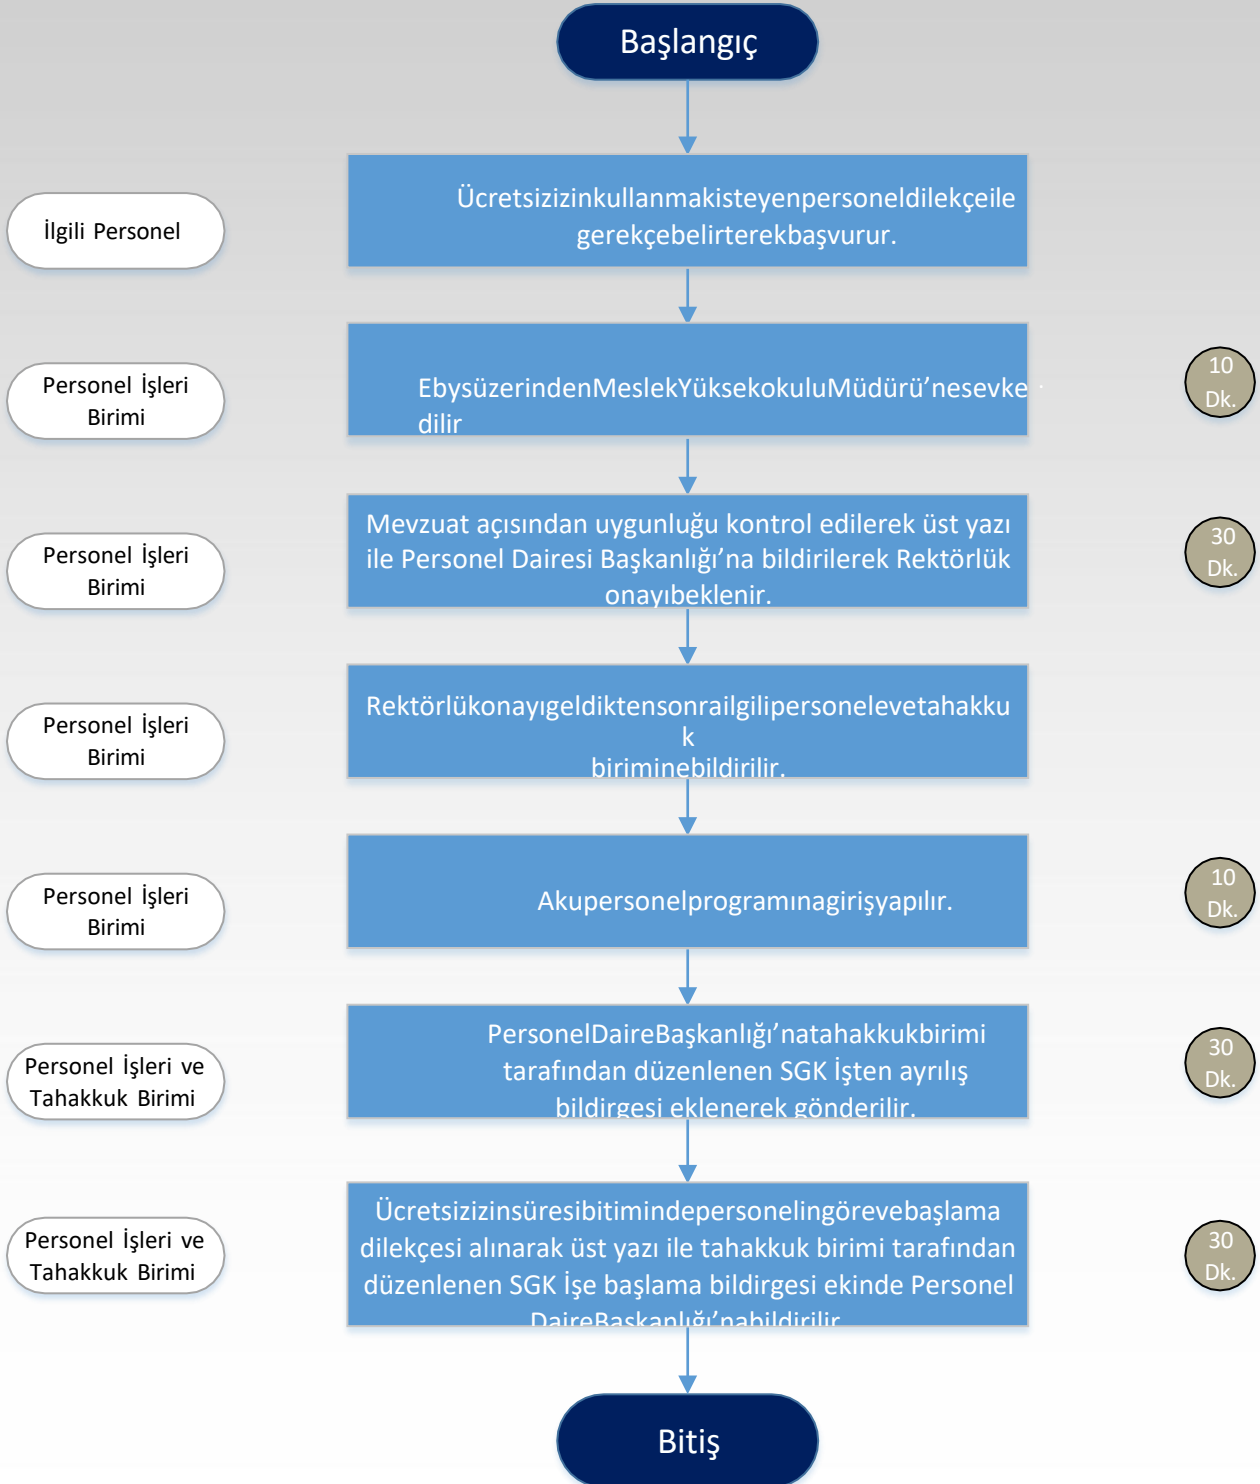 Başlangıç
İlgili Personel
Ücretsizizinkullanmakisteyenpersoneldilekçeile
gerekçebelirterekbaşvurur.
Personel İşleri
Birimi
EbysüzerindenMeslekYüksekokuluMüdürü’nesevke
dilir
10
Dk.
Personel İşleri
Birimi
Mevzuat açısından uygunluğu kontrol edilerek üst yazı
ile Personel Dairesi Başkanlığı’na bildirilerek Rektörlük
onayıbeklenir.
30
Dk.
Personel İşleri
Birimi
Rektörlükonayıgeldiktensonrailgilipersonelevetahakku
k
biriminebildirilir.
Personel İşleri
Birimi
Akupersonelprogramınagirişyapılır.
10
Dk.
Personel İşleri ve
Tahakkuk Birimi
PersonelDaireBaşkanlığı’natahakkukbirimi
tarafından düzenlenen SGK İşten ayrılış
bildirgesi eklenerek gönderilir.
30
Dk.
Personel İşleri ve
Tahakkuk Birimi
Ücretsizizinsüresibitimindepersoneliningörevebaşlama
dilekçesi alınarak üst yazı ile tahakkuk birimi tarafından
düzenlenen SGK İşe başlama bildirgesi ekinde Personel
DaireBaşkanlığı’nabildirilir
30
Dk.
Bitiş